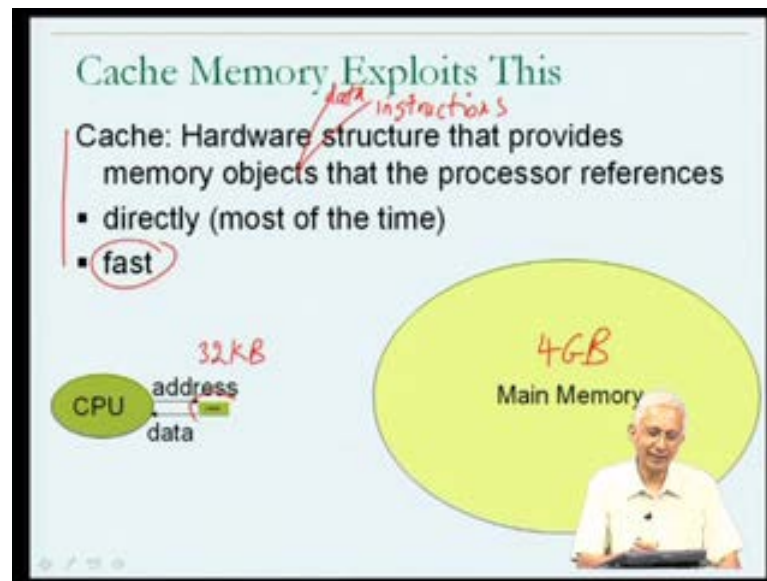 Cache Memory Exploits This
data
instructions
Cache: Hardware structure that provides
memory objects that the processor references
▪ directly (most of the time)
▪ fast
32KB
4GB
address
CPU
Main Memory
data